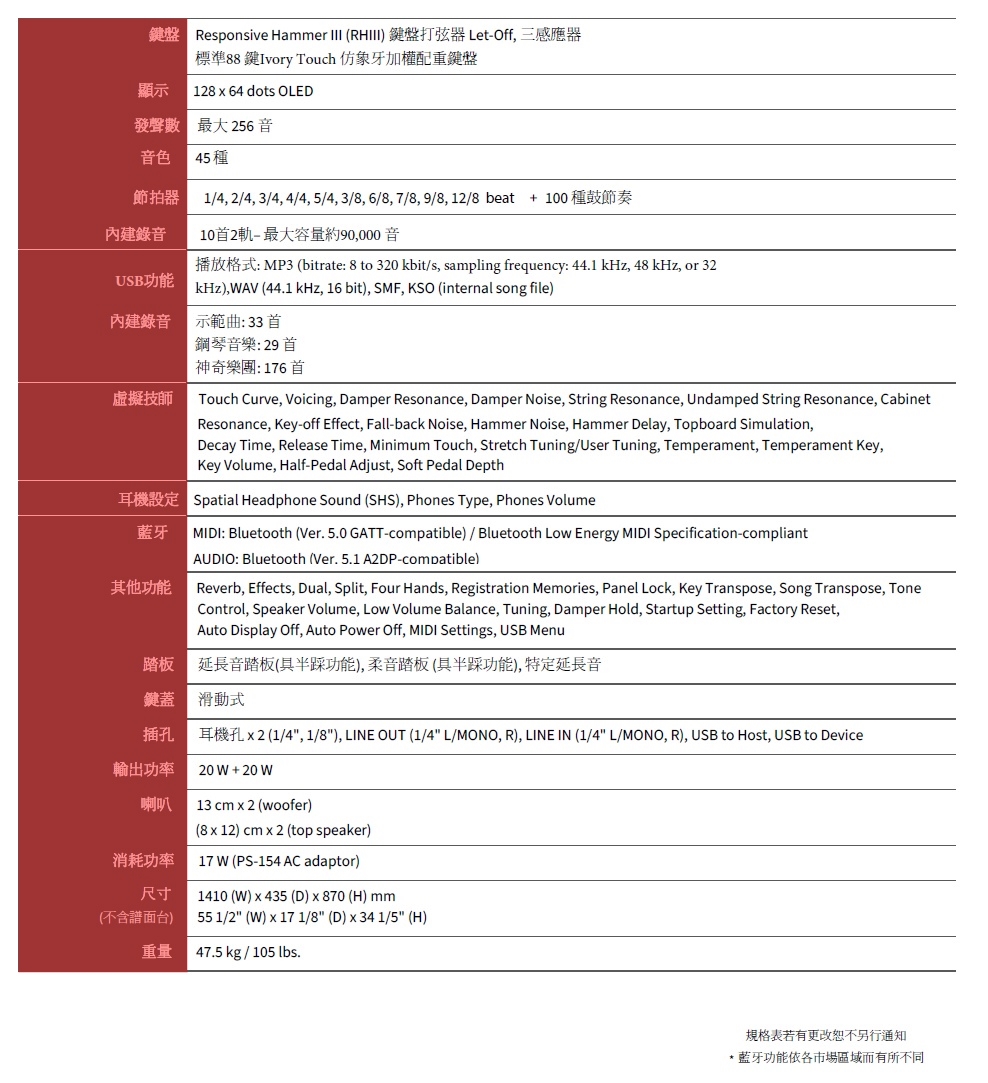 鍵盤 Responsive Hammer III (RHIII) 鍵盤打弦器 Let-Off, 三感應器
標準88 鍵Ivory Touch 仿象牙加權配重鍵盤
顯示 128 x 64 dots OLED
發聲數 最大 256 音
音色 45 種
節拍器 1/4, 2/4, 3/4, 4/4, 5/4, 3/8, 6/8, 7/8, 9/8, 12/8 beat + 100 種鼓節奏
內建錄音 10首2軌– 最大容量約90,000 音
USB功能 播放格式: MP3 (bitrate: 8 to 320 kbit/s, sampling frequency: 44.1 kHz, 48 kHz, or 32
kHz),WAV (44.1 kHz, 16 bit), SMF, KSO (internal song file)
內建錄音 示範曲: 33 首
鋼琴音樂: 29 首
神奇樂團: 176 首
虛擬技師 Touch Curve, Voicing, Damper Resonance, Damper Noise, String Resonance, Undamped String Resonance, Cabinet
Resonance, Key-off Effect, Fall-back Noise, Hammer Noise, Hammer Delay, Topboard Simulation,
Decay Time, Release Time, Minimum Touch, Stretch Tuning/User Tuning, Temperament, Temperament Key,
Key Volume, Half-Pedal Adjust, Soft Pedal Depth
耳機設定 Spatial Headphone Sound (SHS), Phones Type, Phones Volume
藍牙 MIDI: Bluetooth (Ver. 5.0 GATT-compatible) / Bluetooth Low Energy MIDI Specification-compliant
AUDIO: Bluetooth (Ver. 5.1 A2DP-compatible)
其他功能 Reverb, Effects, Dual, Split, Four Hands, Registration Memories, Panel Lock, Key Transpose, Song Transpose, Tone
Control, Speaker Volume, Low Volume Balance, Tuning, Damper Hold, Startup Setting, Factory Reset,
Auto Display Off, Auto Power Off, MIDI Settings, USB Menu
踏板 延長音踏板(具半踩功能), 柔音踏板 (具半踩功能), 特定延長音
鍵蓋 滑動式
插孔 耳機孔 x 2 (1/4", 1/8"), LINE OUT (1/4" L/MONO, R), LINE IN (1/4" L/MONO, R), USB to Host, USB to Device
輸出功率 20 W + 20 W
喇叭 13 cm x 2 (woofer)
(8 x 12) cm x 2 (top speaker)
消耗功率 17 W (PS-154 AC adaptor)
尺寸 1410 (W) x 435 (D) x 870 (H) mm
(不含譜面台) 55 1/2" (W) x 17 1/8" (D) x 34 1/5" (H)
重量 47.5 kg / 105 lbs.
規格表若有更改恕不另行通知
* 藍牙功能依各市場區域而有所不同